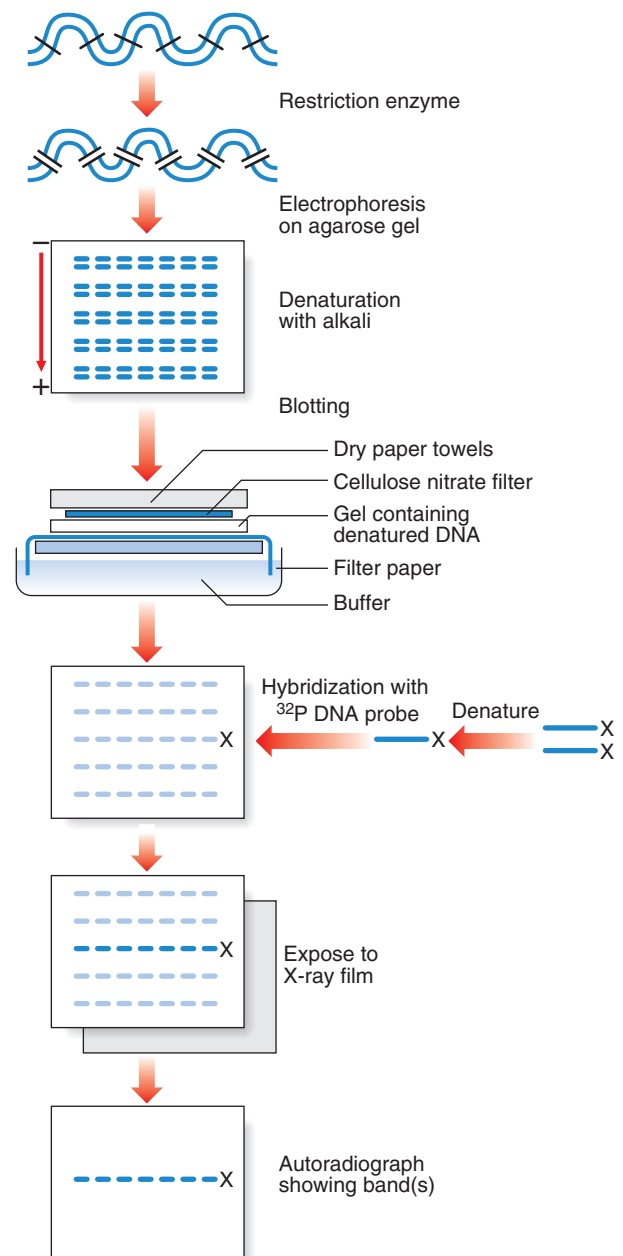 Restriction enzyme
Electrophoresis
on agarose gel
−
Denaturation
with alkali
+
Blotting
Dry paper towels
Cellulose nitrate filter
Gel containing
denatured DNA
Filter paper
Buffer
Hybridization with
³²P DNA probe
Denature
X
X
X
X
X
Expose to
X-ray film
X
Autoradiograph
showing band(s)